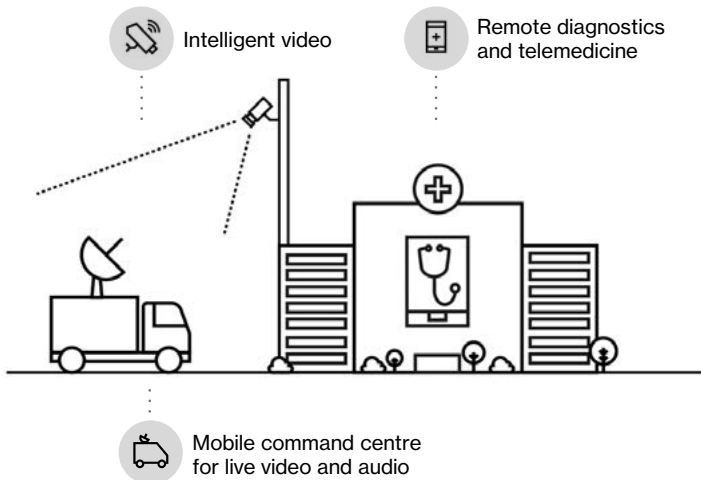 Intelligent video
Remote diagnostics
and telemedicine
Mobile command centre
for live video and audio